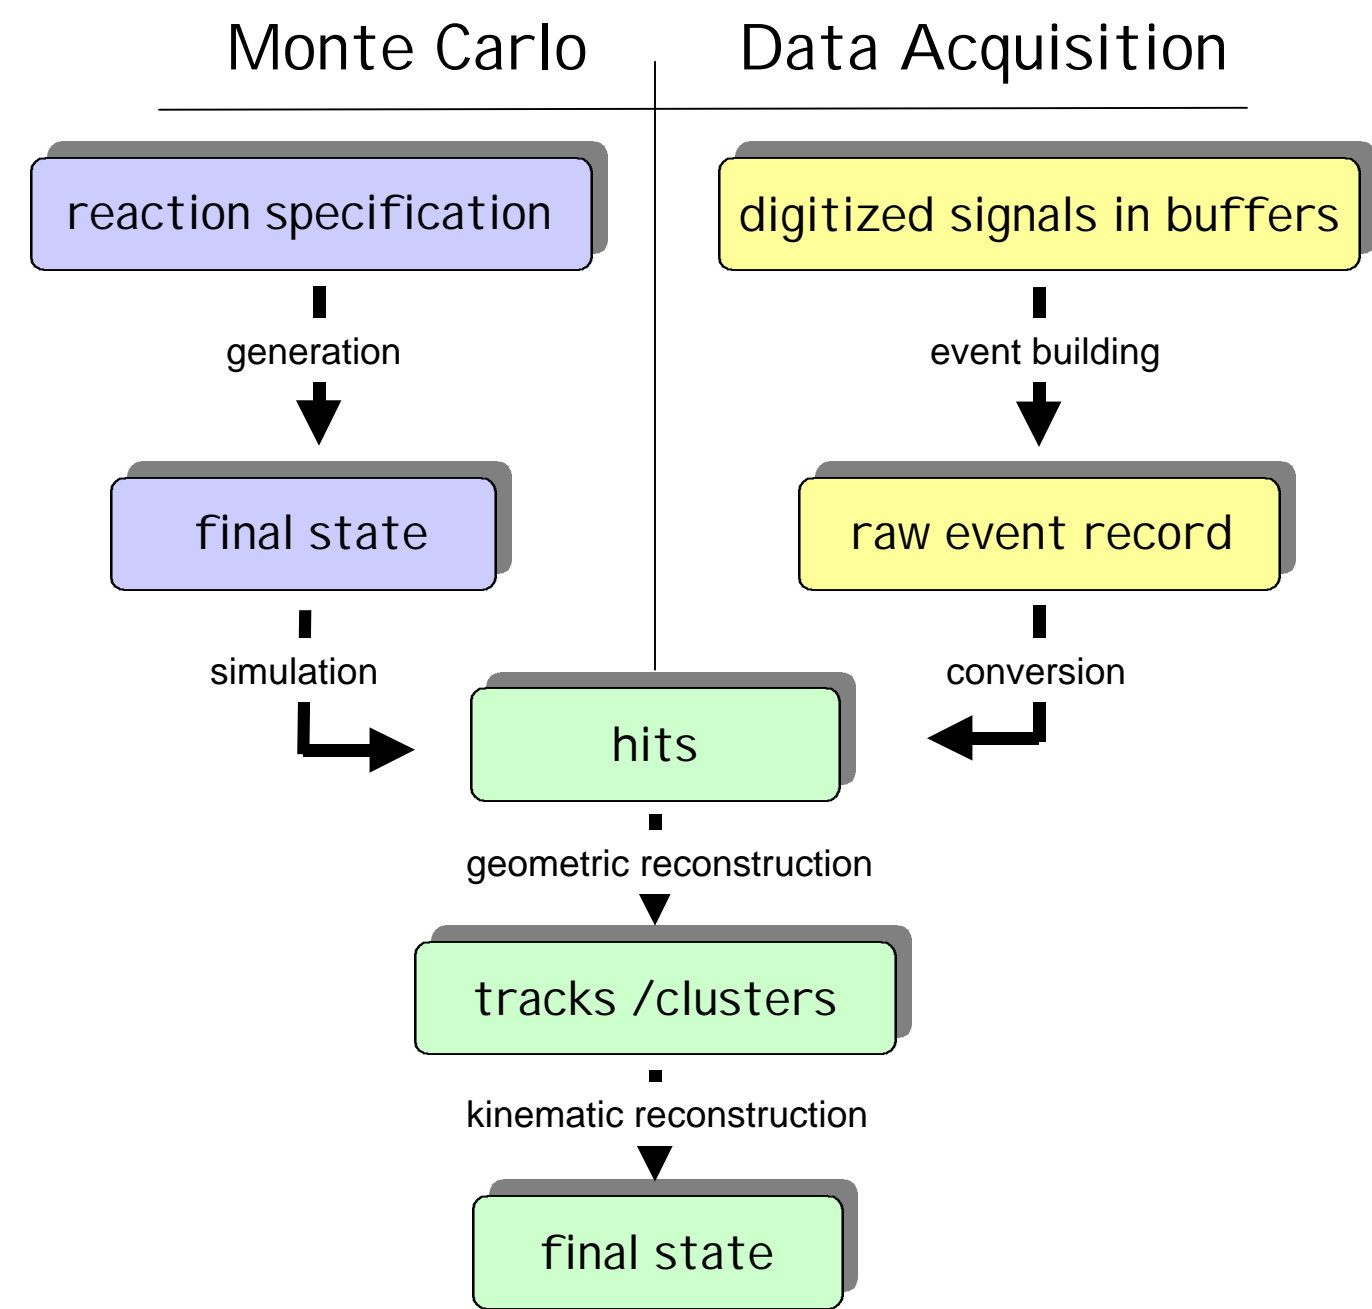 Monte Carlo
Data Acquisition
reaction specification
digitized signals in buffers
generation
event building
final state
raw event record
simulation
conversion
hits
geometric reconstruction
tracks /clusters
kinematic reconstruction
final state